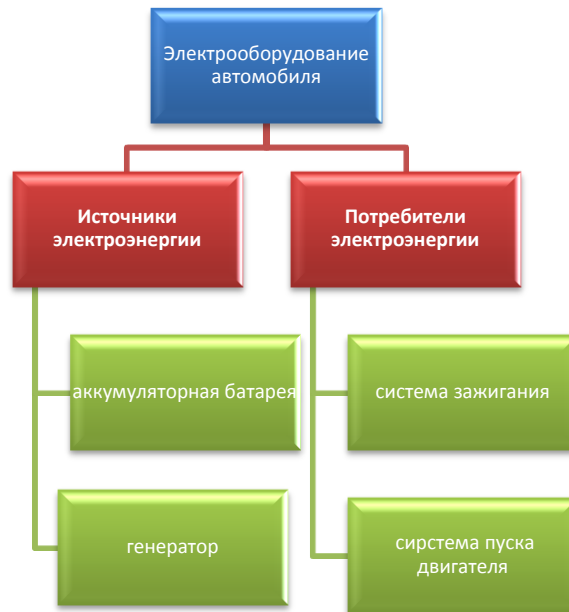 Электрооборудование
автомобиля
Источники
электроэнергии
Потребители
электроэнергии
аккумуляторная батарея
система зажигания
генератор
сирстема пуска
двигателя